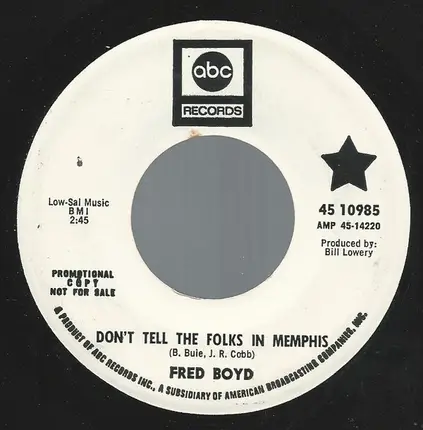 abc
RECORDS
Low-Sal Music
BMI
2:45
45 10985
AMP 45-14220
Produced by:
Bill Lowery
PROMOTIONAL
COPY
NOT FOR SALE
DON'T TELL THE FOLKS IN MEMPHIS
(B. Buie, J. R. Cobb)
FRED BOYD
A PRODUCT OF ABC RECORDS INC., A SUBSIDIARY OF AMERICAN BROADCASTING COMPANIES, INC.